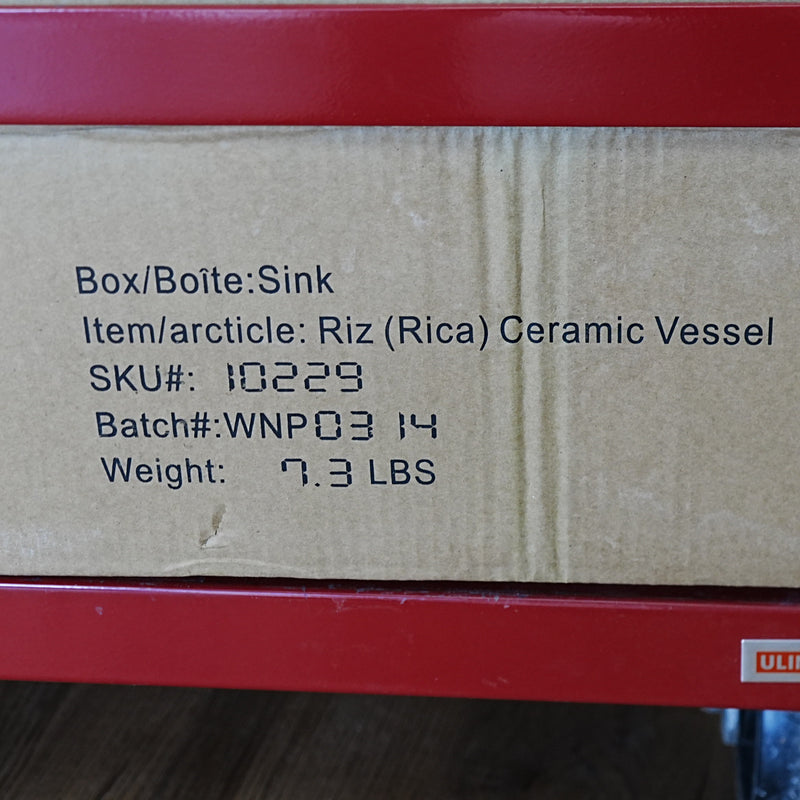 Box/Boîte:Sink
Item/arcticle: Riz (Rica) Ceramic Vessel
SKU#: 10229
Batch#:WNP03 14
Weight: 7.3 LBS